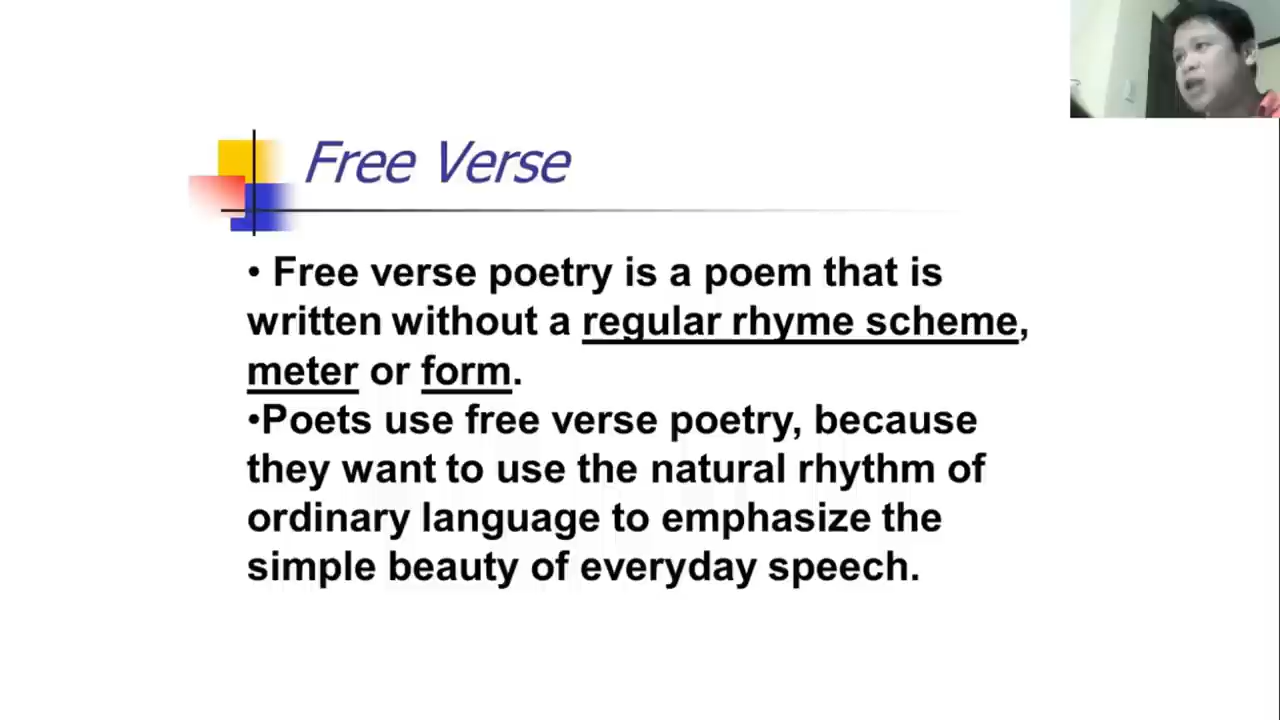 Free Verse
• Free verse poetry is a poem that is
written without a regular rhyme scheme,
meter or form.
•Poets use free verse poetry, because
they want to use the natural rhythm of
ordinary language to emphasize the
simple beauty of everyday speech.